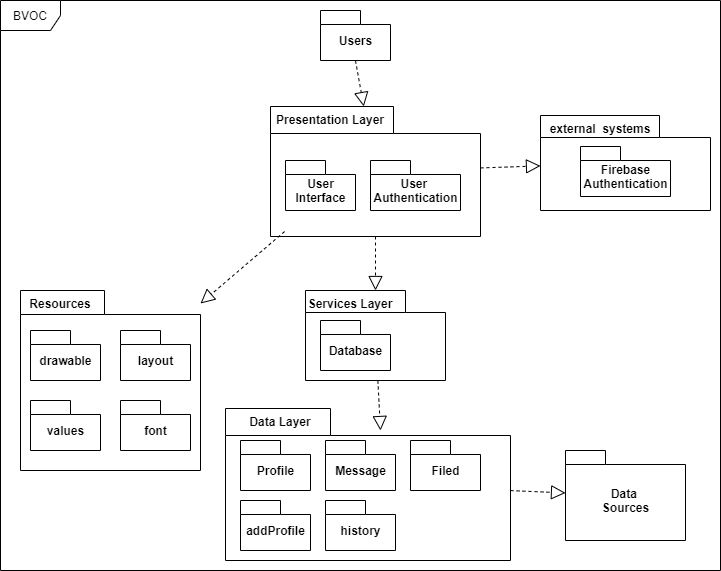 BVOC
Users
Presentation Layer
User
Interface
User
Authentication
external systems
Firebase
Authentication
Resources
drawable
layout
values
font
Services Layer
Database
Data Layer
Profile
Message
Filed
addProfile
history
Data
Sources